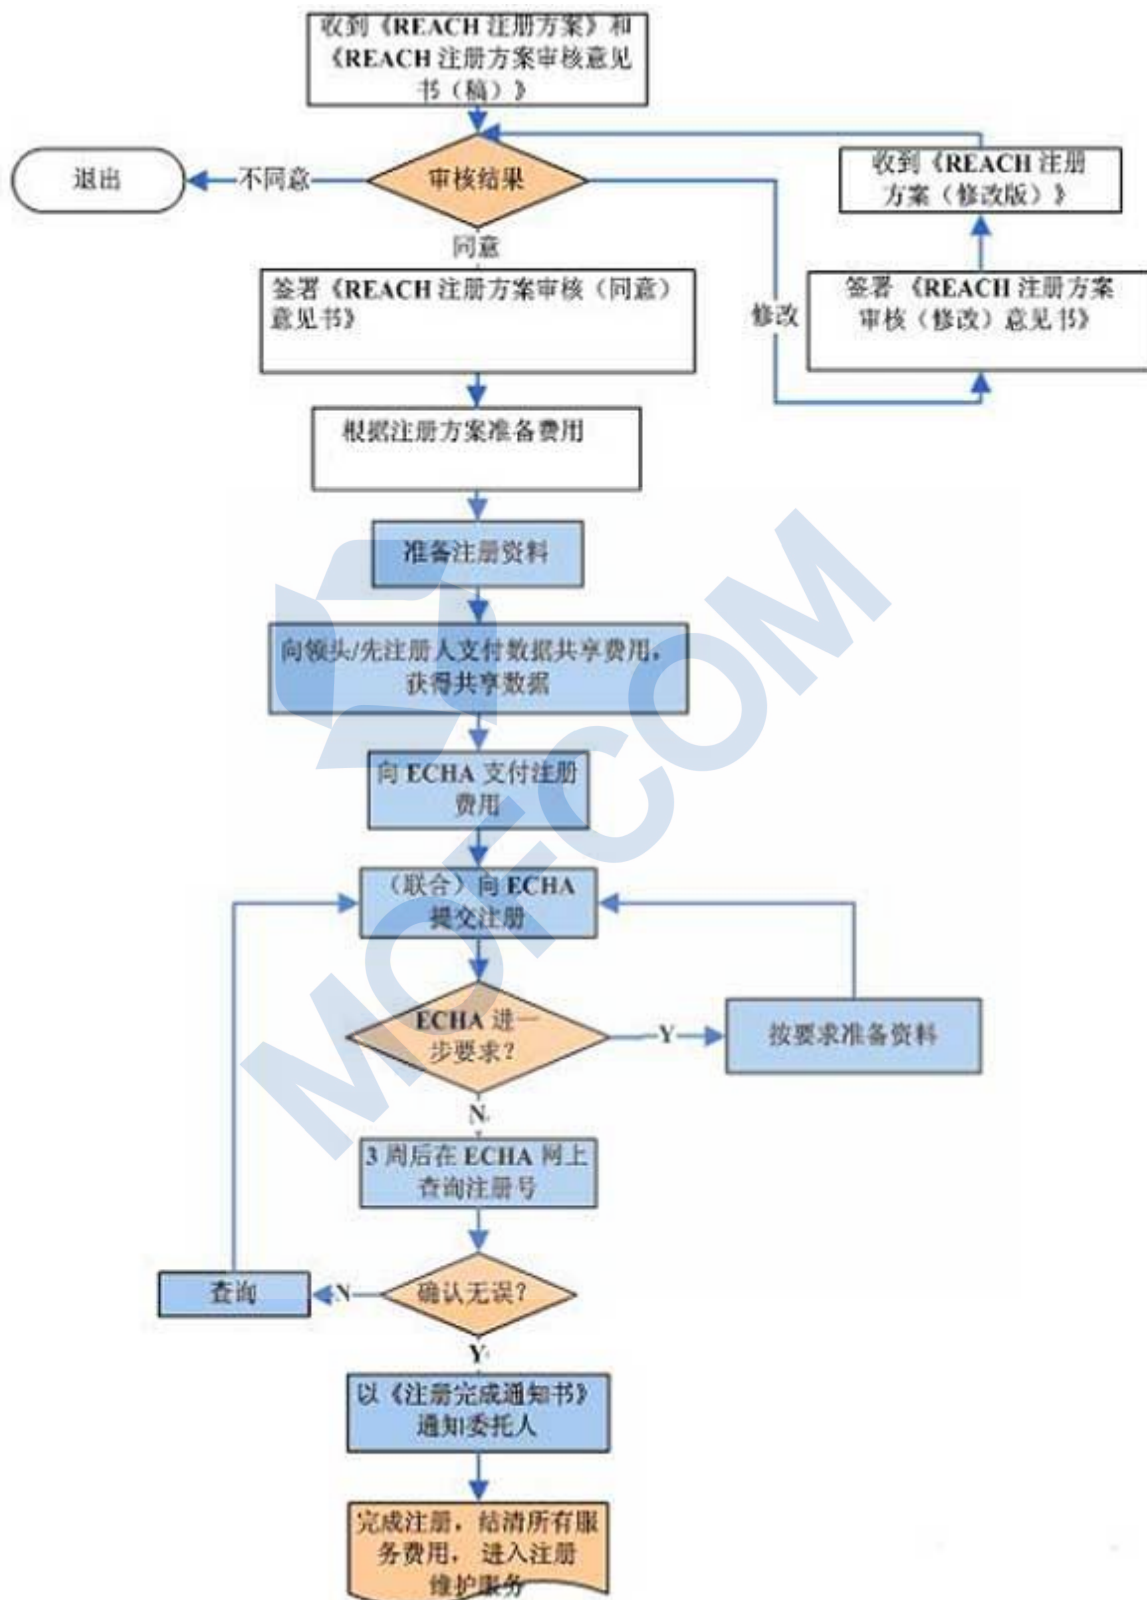 收到《REACH 注册方案》和
《REACH 注册方案审核意见
书（稿）》
退出
不同意
审核结果
收到《REACH 注册
方案（修改版）》
同意
签署《REACH 注册方案审核（同意）
意见书》
修改
签署 《REACH 注册方案
审核（修改）意见书》
根据注册方案准备费用
准备注册资料
向领头/先注册人支付数据共享费用，
获得共享数据
向 ECHA 支付注册
费用
（联合）向 ECHA
提交注册
ECHA 进一
步要求？
Y
按要求准备资料
N
3 周后在 ECHA 网上
查询注册号
查询
N
确认无误？
Y
以《注册完成通知书》
通知委托人
完成注册，结清所有服
务费用，进入注册
维护服务
MOFCOM